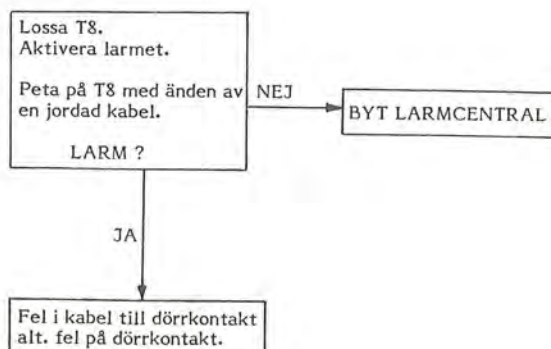 Lossa T8.
Aktivera larmet.
Peta på T8 med änden av
en jordad kabel.
LARM ?
NEJ
BYT LARMCENTRAL
JA
Fel i kabel till dörrkontakt
alt. fel på dörrkontakt.